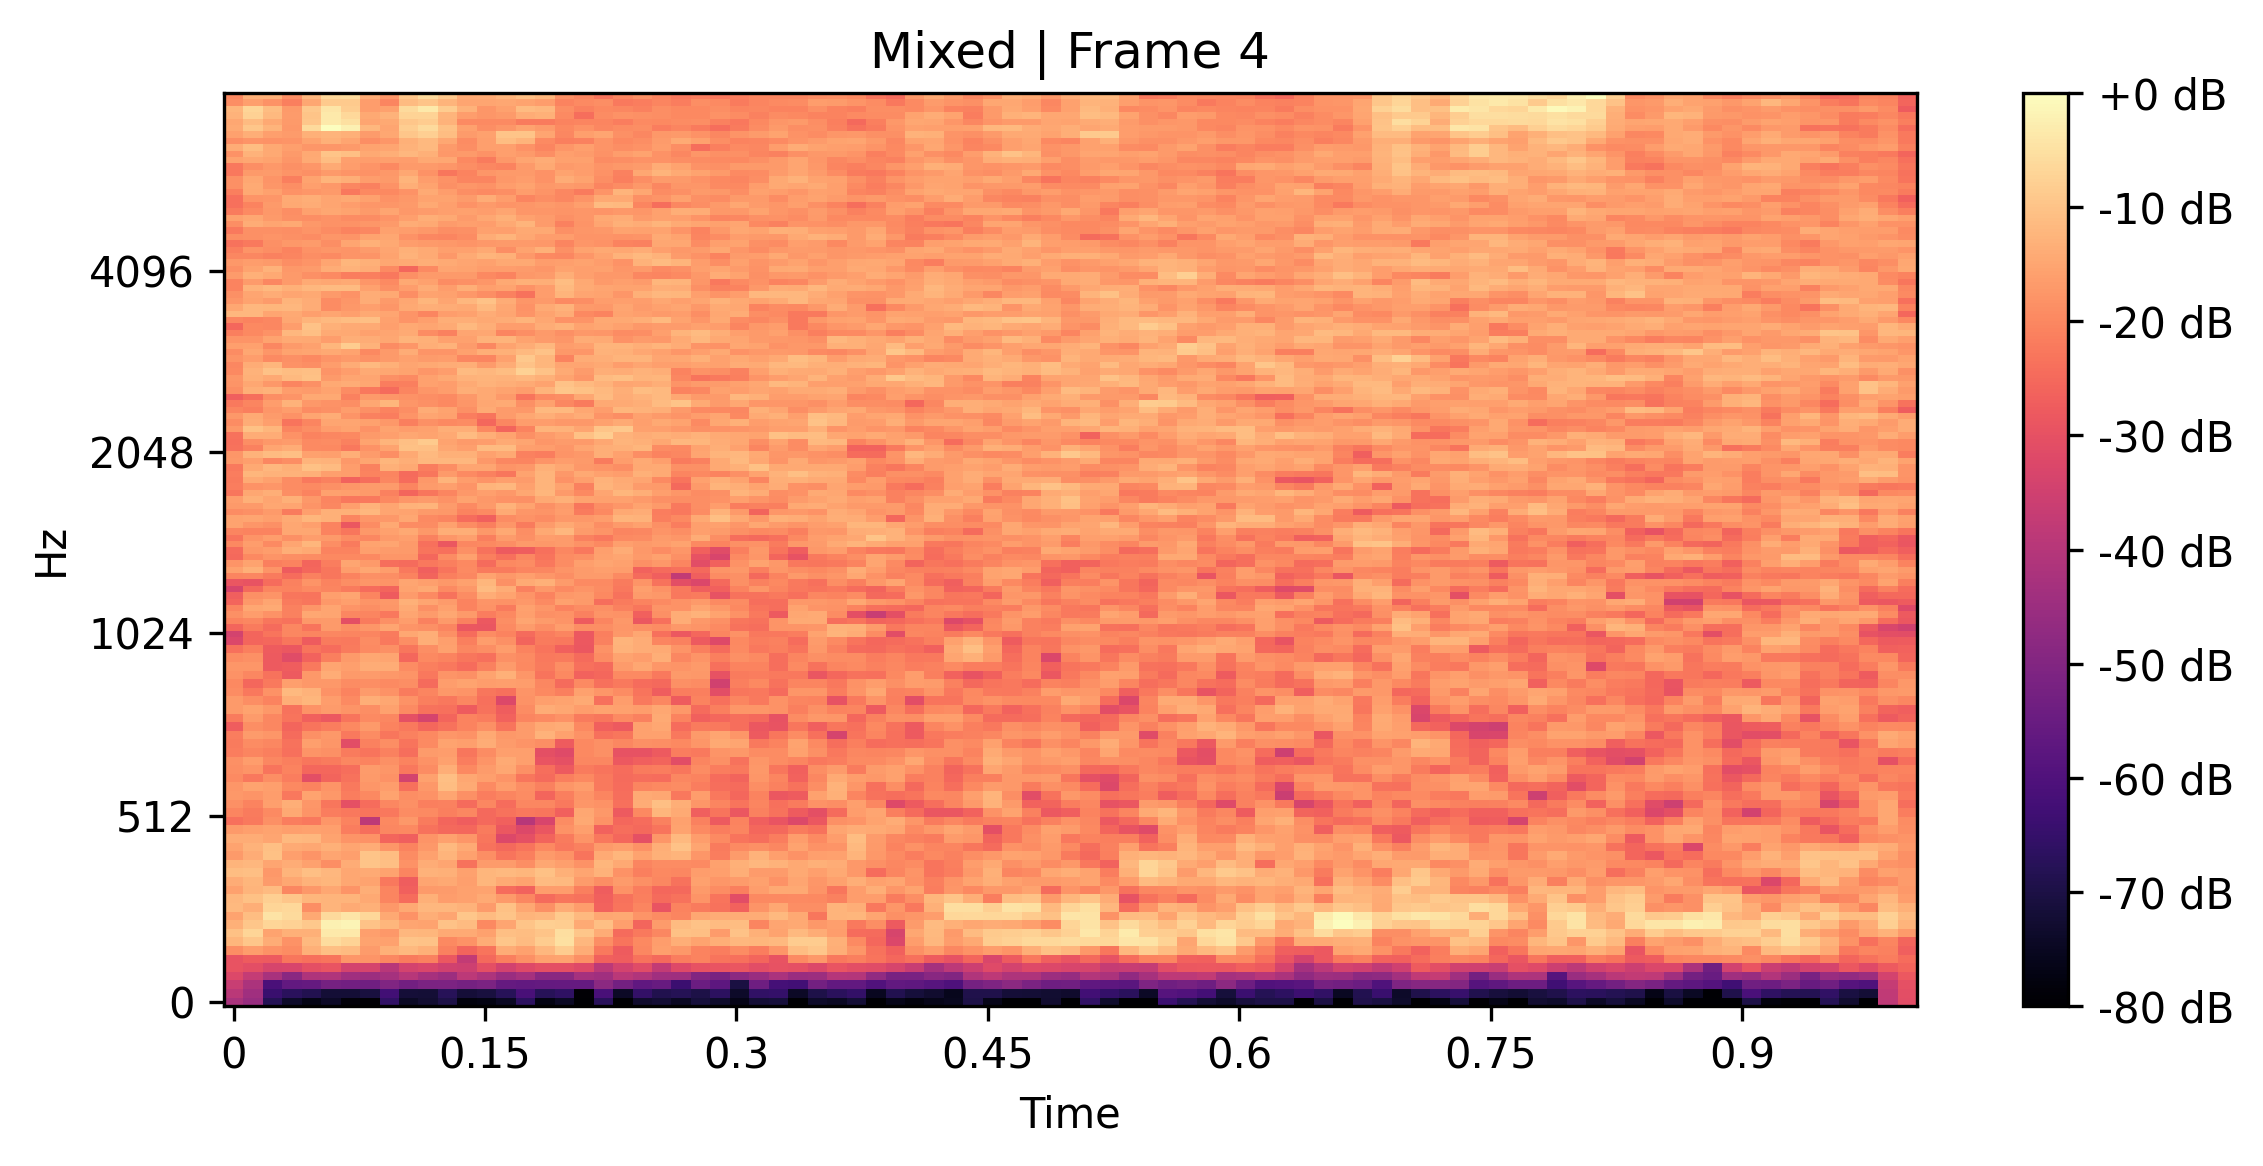 Mixed | Frame 4
+0 dB
-10 dB
-20 dB
-30 dB
-40 dB
-50 dB
-60 dB
-70 dB
-80 dB
Hz
4096
2048
1024
512
0
0 0.15 0.3 0.45 0.6 0.75 0.9
Time